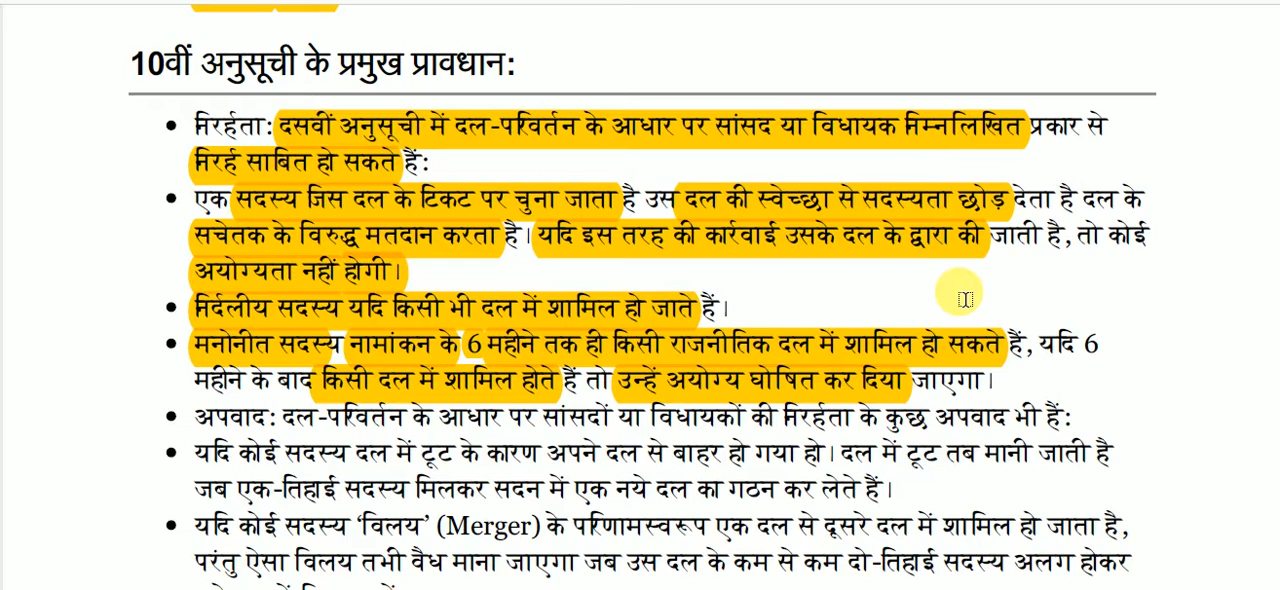 10वीं अनुसूची के प्रमुख प्रावधान:
• निरर्हता: दसवीं अनुसूची में दल-परिवर्तन के आधार पर सांसद या विधायक निम्नलिखित प्रकार से
निरर्ह साबित हो सकते हैं:
• एक सदस्य जिस दल के टिकट पर चुना जाता है उस दल की स्वेच्छा से सदस्यता छोड़ देता है दल के
सचेतक के विरुद्ध मतदान करता है। यदि इस तरह की कार्रवाई उसके दल के द्वारा की जाती है, तो कोई
अयोग्यता नहीं होगी।
• निर्दलीय सदस्य यदि किसी भी दल में शामिल हो जाते हैं।
• मनोनीत सदस्य नामांकन के 6 महीने तक ही किसी राजनीतिक दल में शामिल हो सकते हैं, यदि 6
महीने के बाद किसी दल में शामिल होते हैं तो उन्हें अयोग्य घोषित कर दिया जाएगा।
• अपवाद: दल-परिवर्तन के आधार पर सांसदों या विधायकों की निरर्हता के कुछ अपवाद भी हैं:
• यदि कोई सदस्य दल में टूट के कारण अपने दल से बाहर हो गया हो। दल में टूट तब मानी जाती है
जब एक-तिहाई सदस्य मिलकर सदन में एक नये दल का गठन कर लेते हैं।
• यदि कोई सदस्य ‘विलय’ (Merger) के परिणामस्वरूप एक दल से दूसरे दल में शामिल हो जाता है,
परंतु ऐसा विलय तभी वैध माना जाएगा जब उस दल के कम से कम दो-तिहाई सदस्य अलग होकर